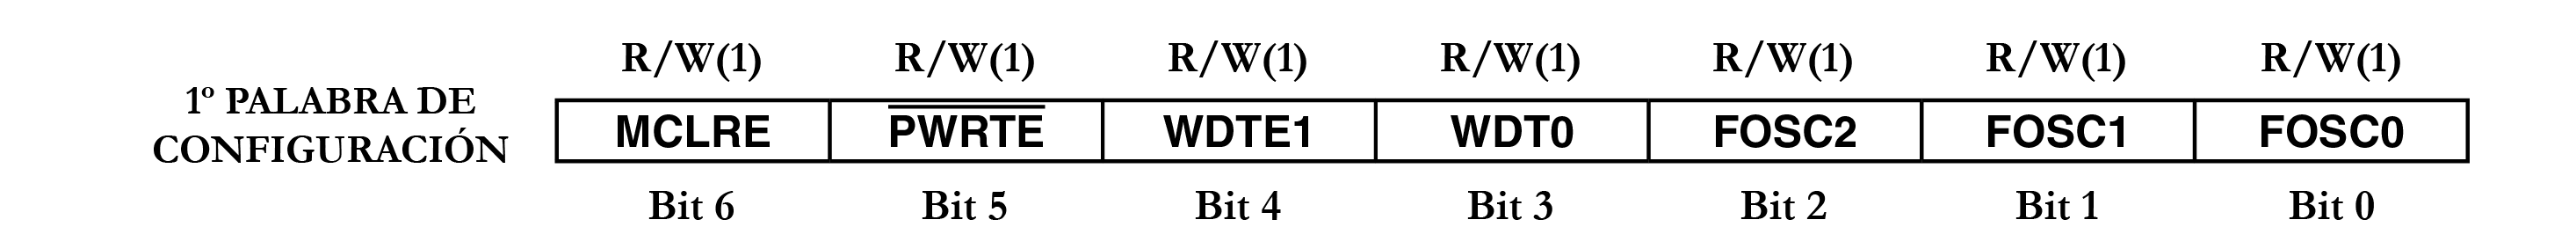 R/W(1) R/W(1) R/W(1) R/W(1) R/W(1) R/W(1) R/W(1)
1º PALABRA DE
CONFIGURACIÓN
MCLRE PWRTE WDTE1 WDT0 FOSC2 FOSC1 FOSC0
Bit 6 Bit 5 Bit 4 Bit 3 Bit 2 Bit 1 Bit 0